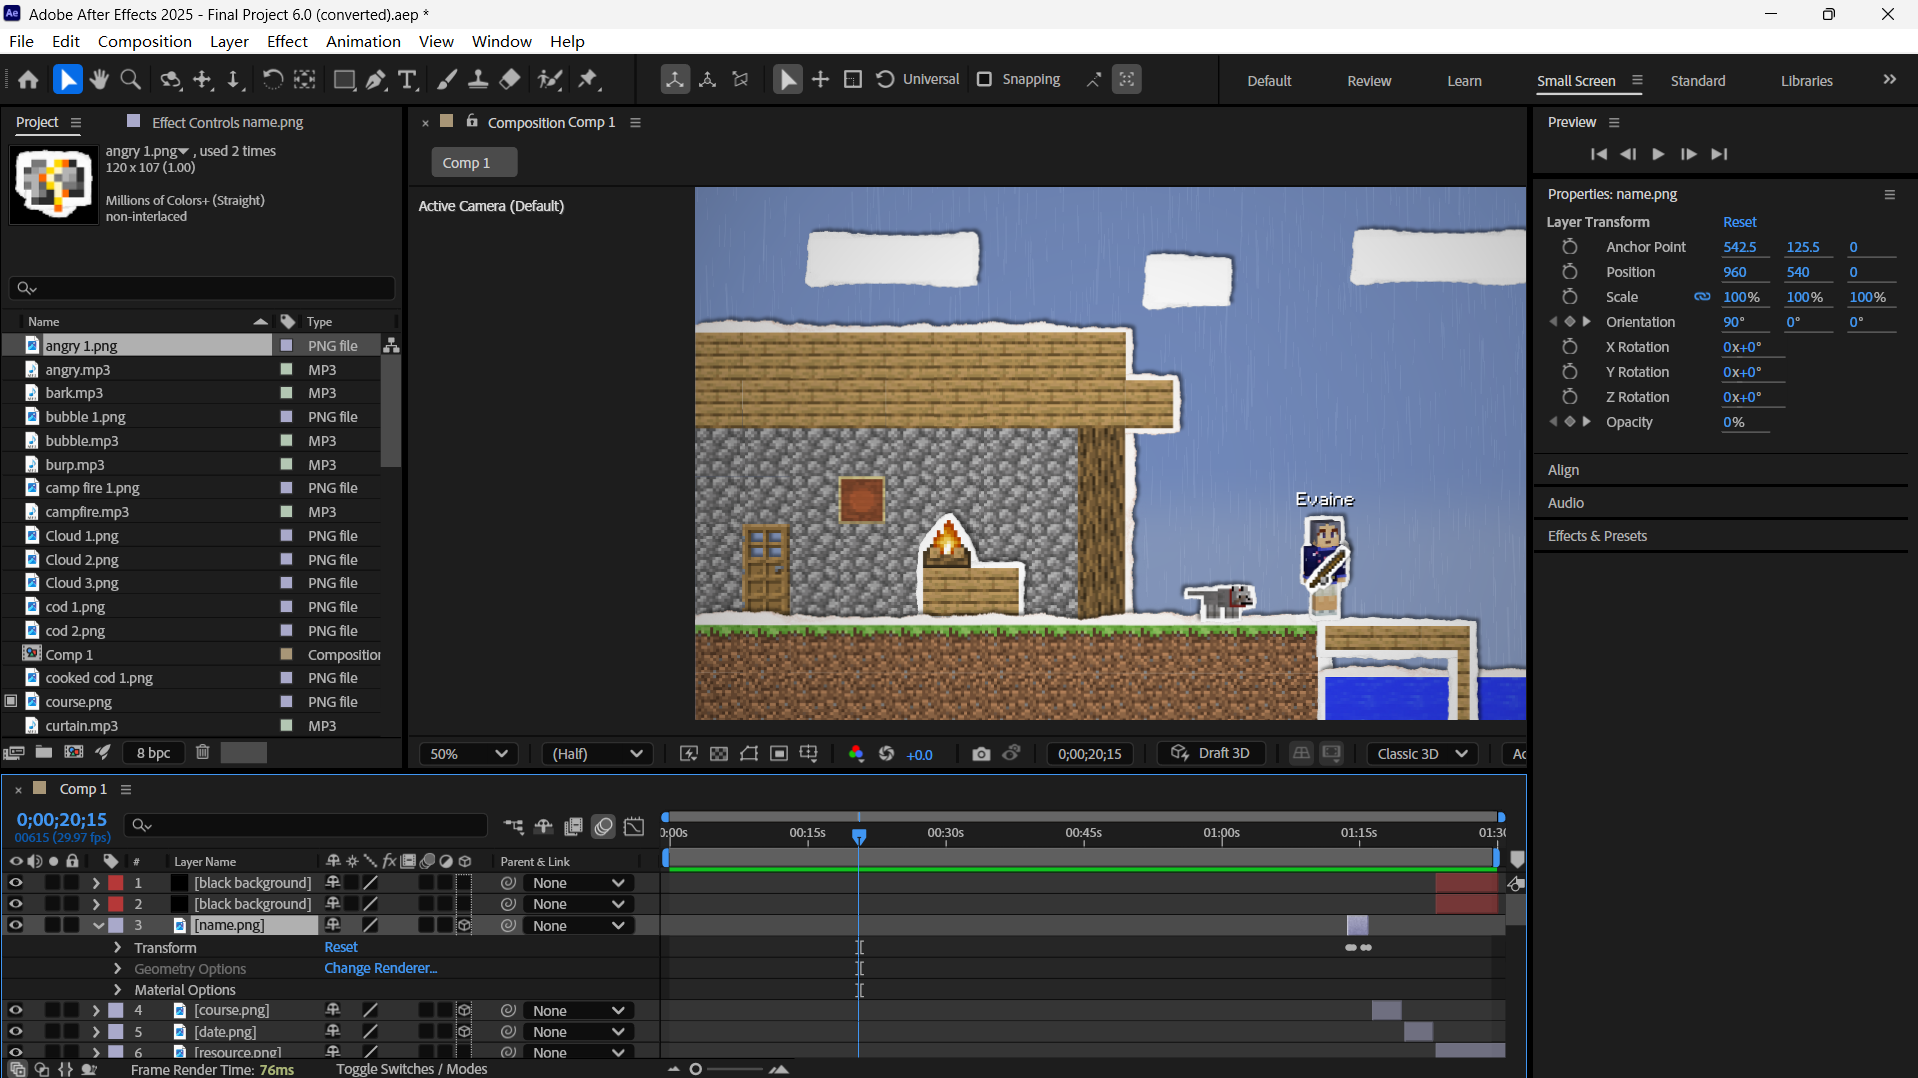 Adobe After Effects 2025 - Final Project 6.0 (converted).aep *
File Edit Composition Layer Effect Animation View Window Help
Universal Snapping Default Review Learn Small Screen Standard Libraries
Project Effect Controls name.png
angry 1.png , used 2 times
120 x 107 (1.00)
Millions of Colors+ (Straight)
non-interlaced
Name Type
angry 1.png PNG file
angry.mp3 MP3
bark.mp3 MP3
bubble 1.png PNG file
bubble.mp3 MP3
burp.mp3 MP3
camp fire 1.png PNG file
campfire.mp3 MP3
Cloud 1.png PNG file
Cloud 2.png PNG file
Cloud 3.png PNG file
cod 1.png PNG file
cod 2.png PNG file
Comp 1 Composition
cooked cod 1.png PNG file
course.png PNG file
curtain.mp3 MP3
8 bpc
Composition Comp 1
Comp 1
Active Camera (Default)
Evaine
50% (Half) +0.0 0;00;20;15 Draft 3D Classic 3D Ac
Preview
Properties: name.png
Layer Transform Reset
Anchor Point 542.5 125.5 0
Position 960 540 0
Scale 100% 100% 100%
Orientation 90° 0° 0°
X Rotation 0x+0°
Y Rotation 0x+0°
Z Rotation 0x+0°
Opacity 0%
Align
Audio
Effects & Presets
Comp 1
0;00;20;15
00615 (29.97 fps)
):00s 00:15s 00:30s 00:45s 01:00s 01:15s 01:30
# Layer Name fx Parent & Link
1 [black background] None
2 [black background] None
3 [name.png] None
Transform Reset
Geometry Options Change Renderer...
Material Options
4 [course.png] None
5 [date.png] None
6 [resource.png] None
Frame Render Time: 76ms Toggle Switches / Modes